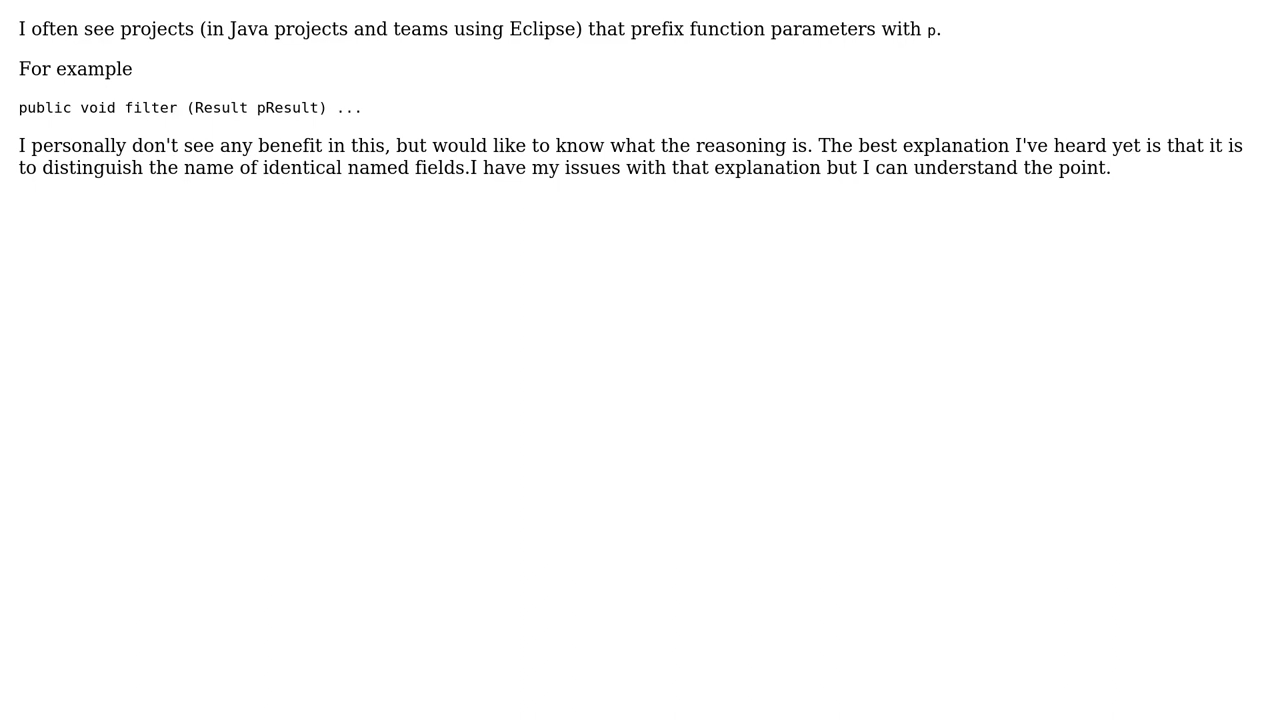 I often see projects (in Java projects and teams using Eclipse) that prefix function parameters with p.
For example
public void filter (Result pResult) ...
I personally don't see any benefit in this, but would like to know what the reasoning is. The best explanation I've heard yet is that it is
to distinguish the name of identical named fields.I have my issues with that explanation but I can understand the point.